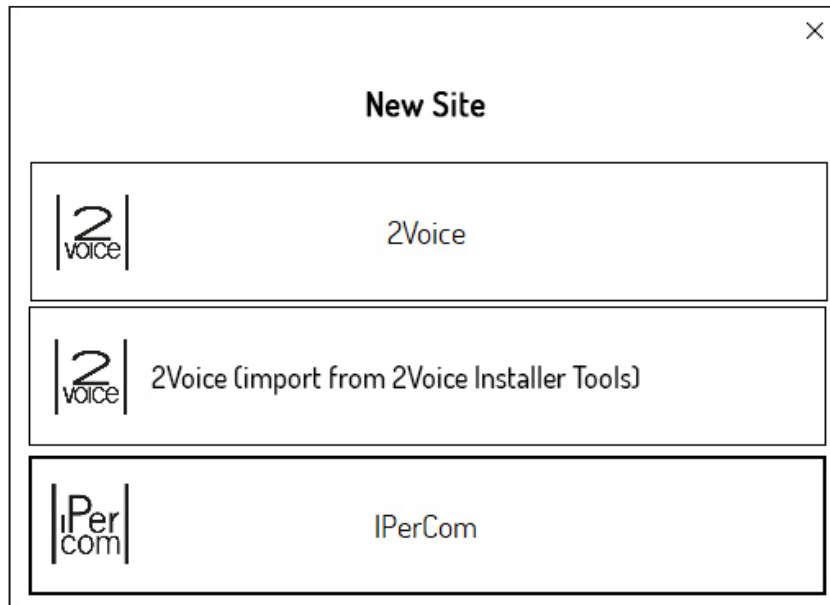 New Site
2
voice
2Voice
2
voice
2Voice (import from 2Voice Installer Tools)
iPer
com
IPerCom